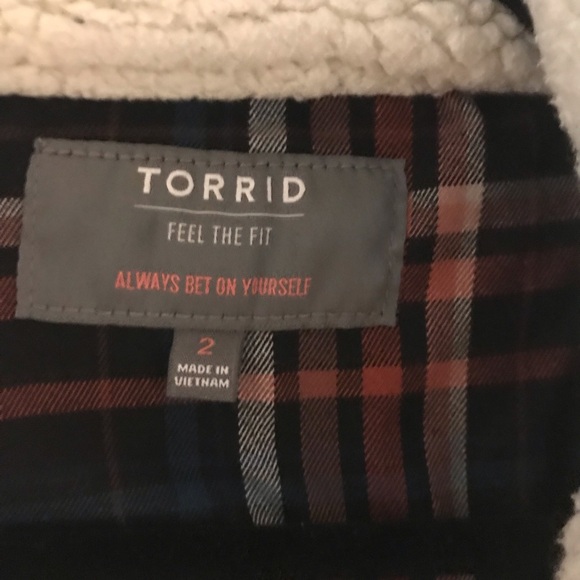 TORRID
FEEL THE FIT
ALWAYS BET ON YOURSELF
2
MADE IN
VIETNAM